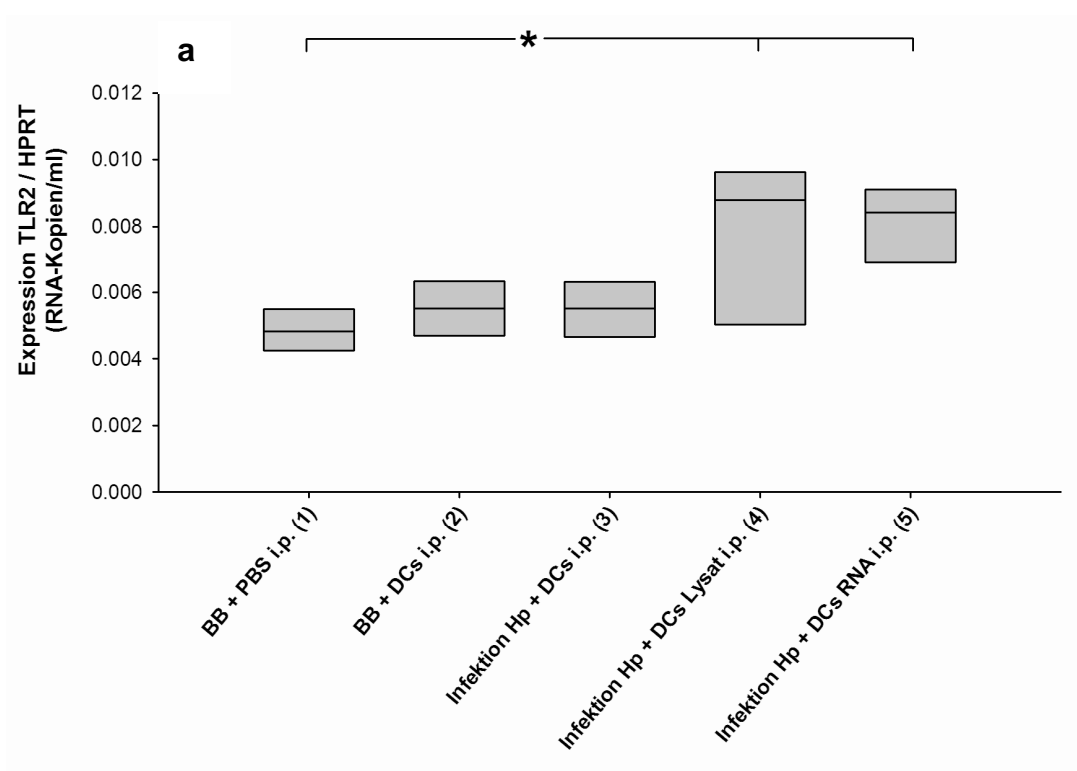 a
*
Expression TLR2 / HPRT
(RNA-Kopien/ml)
0.012
0.010
0.008
0.006
0.004
0.002
0.000
BB + PBS i.p. (1)
BB + DCs i.p. (2)
Infektion Hp + DCs i.p. (3)
Infektion Hp + DCs Lysat i.p. (4)
Infektion Hp + DCs RNA i.p. (5)